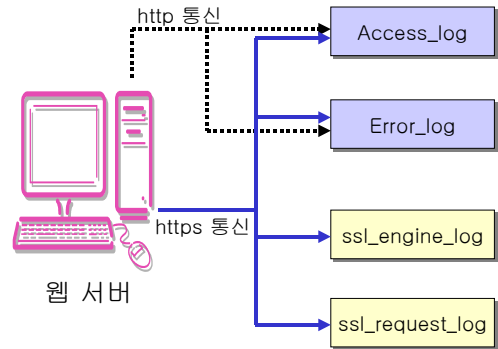 http 통신
Access_log
Error_log
https 통신
ssl_engine_log
웹 서버
ssl_request_log